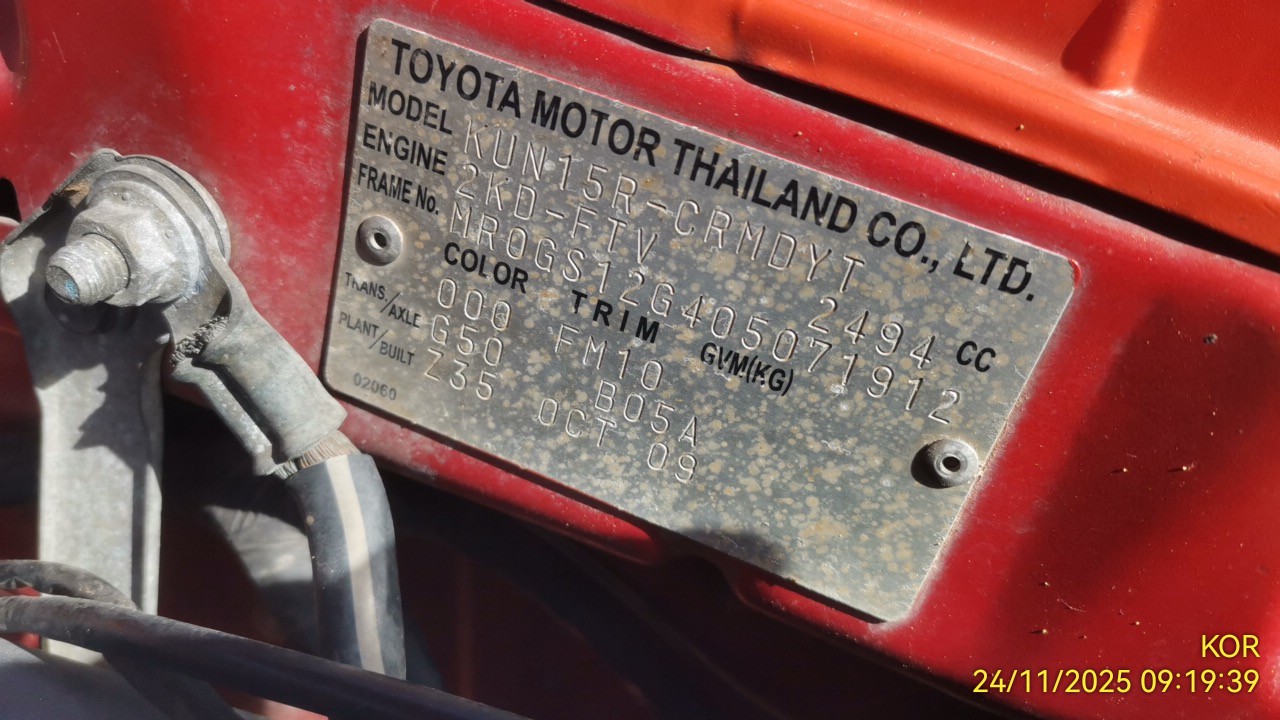 TOYOTA MOTOR THAILAND CO., LTD.
MODEL KUN15R-CRMDYT
ENGINE 2KD-FTV 2494 CC
FRAME No. MR0GS12G405071912
COLOR TRIM GVM(KG)
000 FM10
TRANS./AXLE G50 B05A
PLANT/BUILT Z35 OCT 09
02060
KOR
24/11/2025 09:19:39